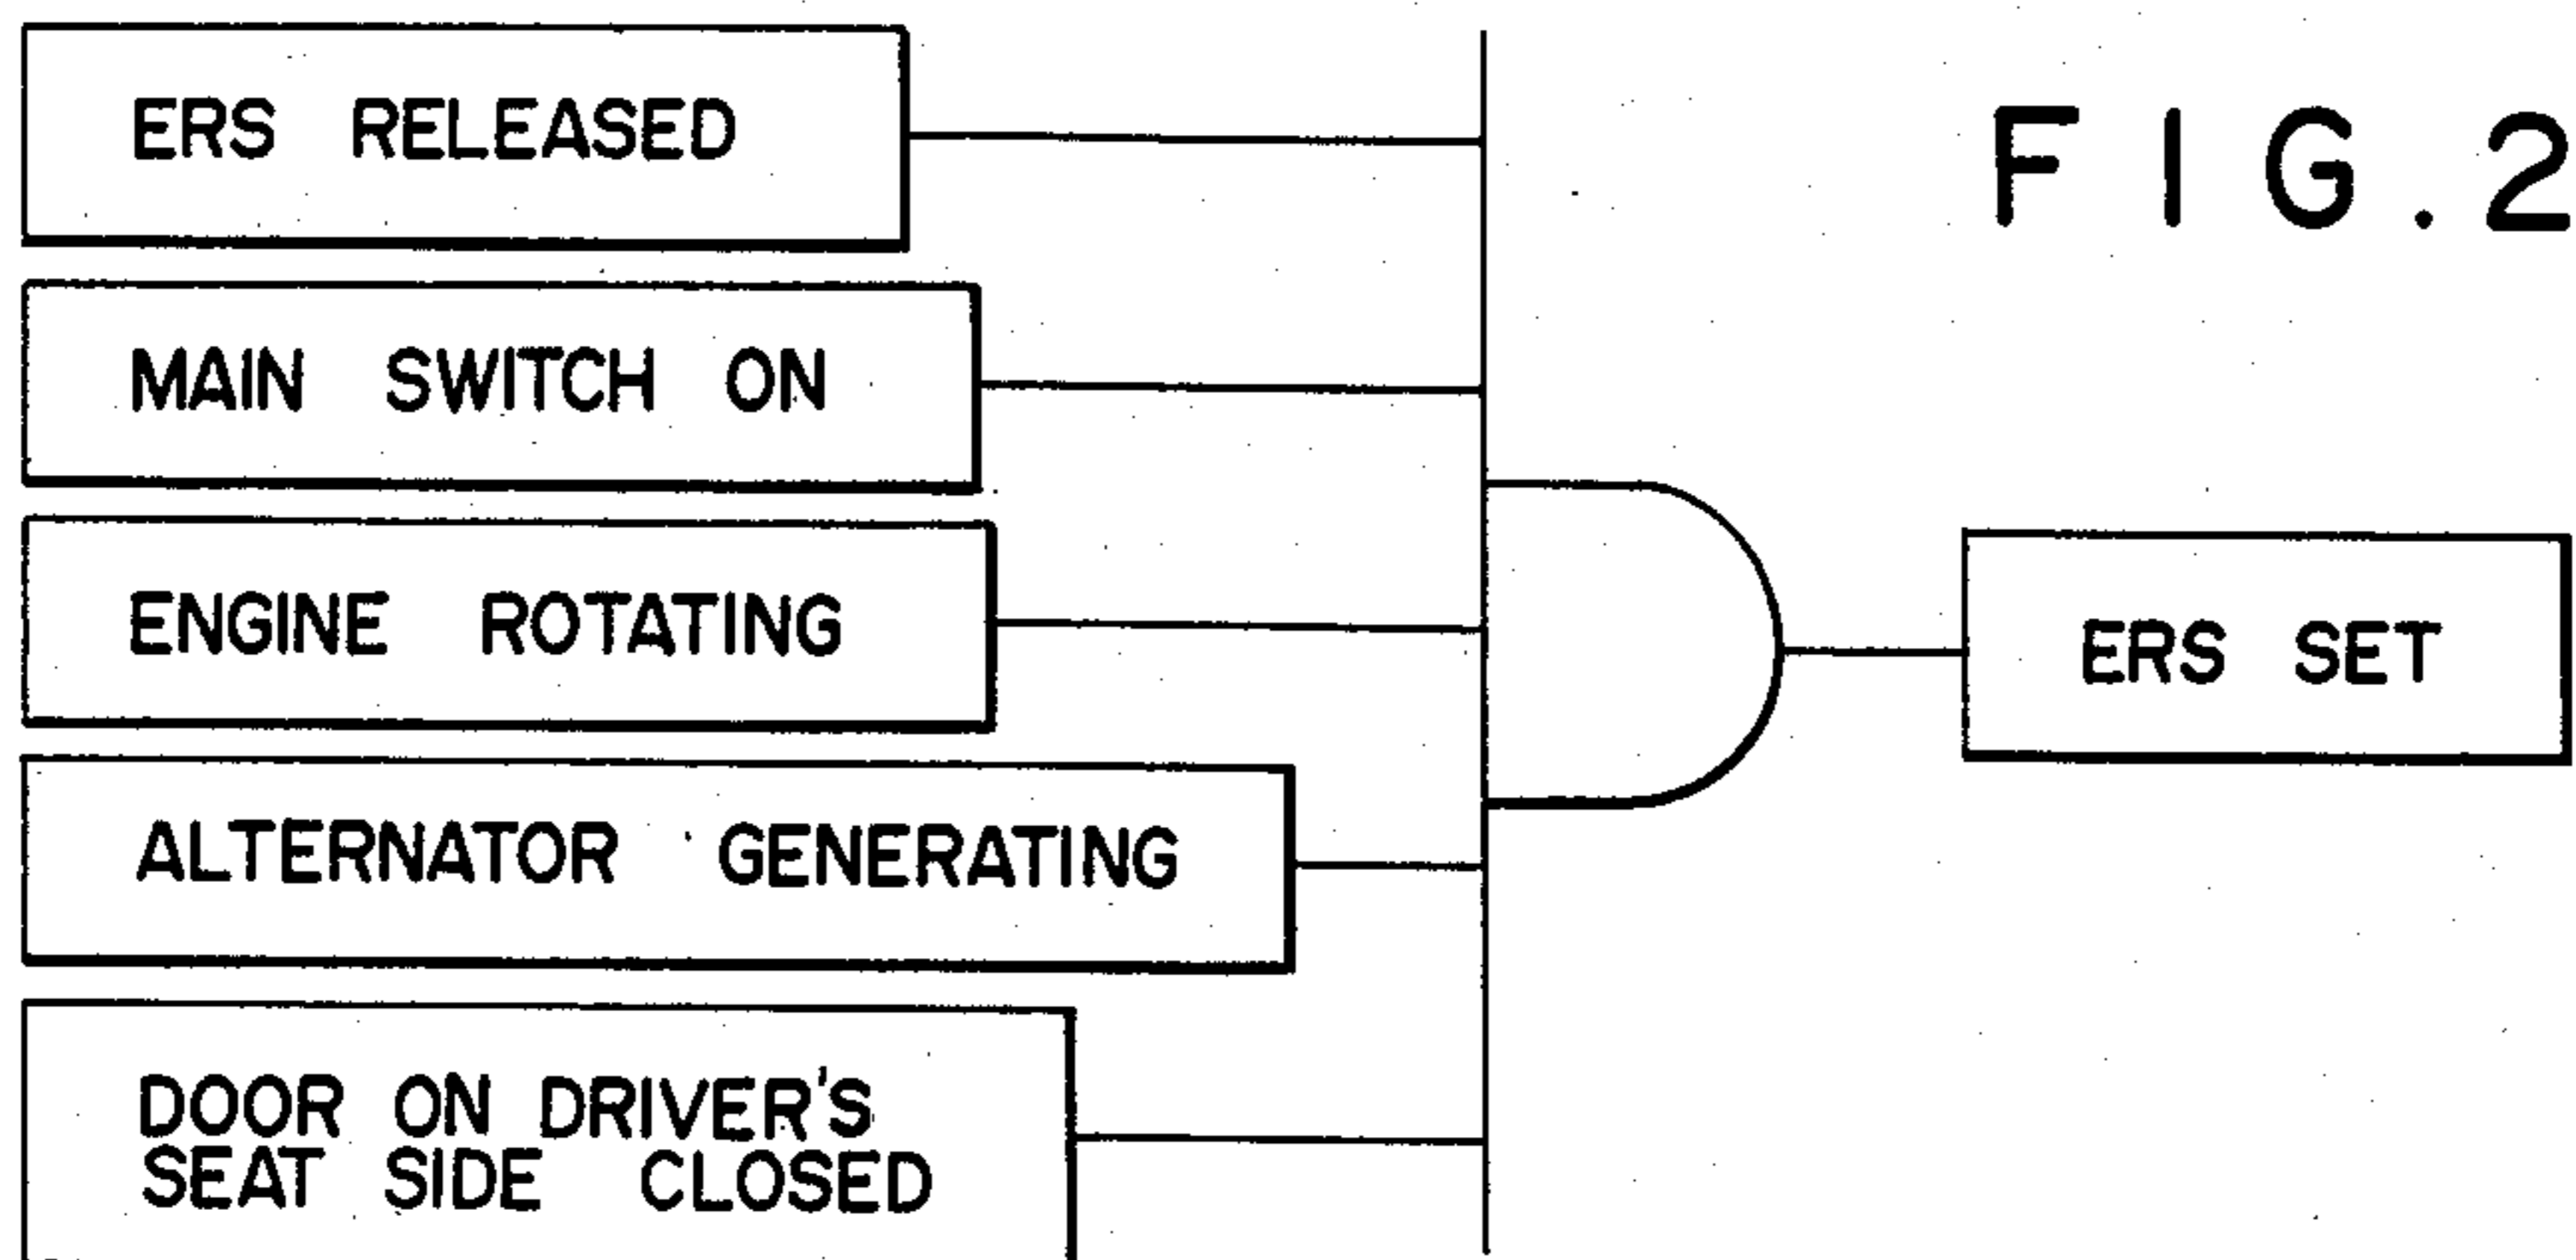 ERS RELEASED
FIG.2
MAIN SWITCH ON
ENGINE ROTATING
ERS SET
ALTERNATOR GENERATING
DOOR ON DRIVER'S
SEAT SIDE CLOSED